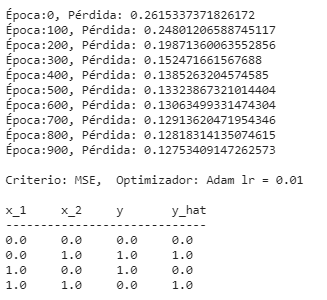 Época:0, Pérdida: 0.2615337371826172
Época:100, Pérdida: 0.24801206588745117
Época:200, Pérdida: 0.19871360063552856
Época:300, Pérdida: 0.152471661567688
Época:400, Pérdida: 0.1385263204574585
Época:500, Pérdida: 0.13323867321014404
Época:600, Pérdida: 0.13063499331474304
Época:700, Pérdida: 0.12913620471954346
Época:800, Pérdida: 0.12818314135074615
Época:900, Pérdida: 0.12753409147262573
Criterio: MSE,  Optimizador: Adam lr = 0.01
x_1 x_2 y y_hat
-----------------------------
0.0 0.0 0.0 0.0
0.0 1.0 1.0 1.0
1.0 0.0 1.0 0.0
1.0 1.0 0.0 1.0